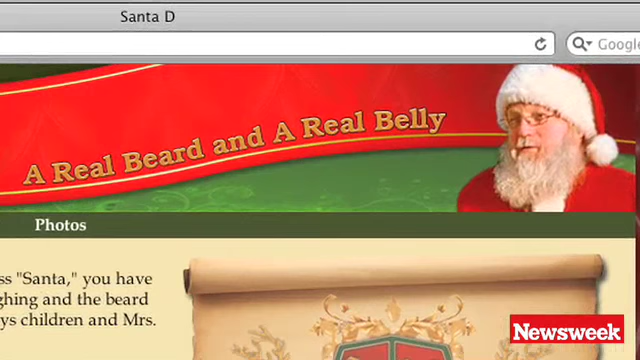 Santa D
Google
A Real Beard and A Real Belly
Photos
ss "Santa," you have
ghing and the beard
ys children and Mrs.
Newsweek